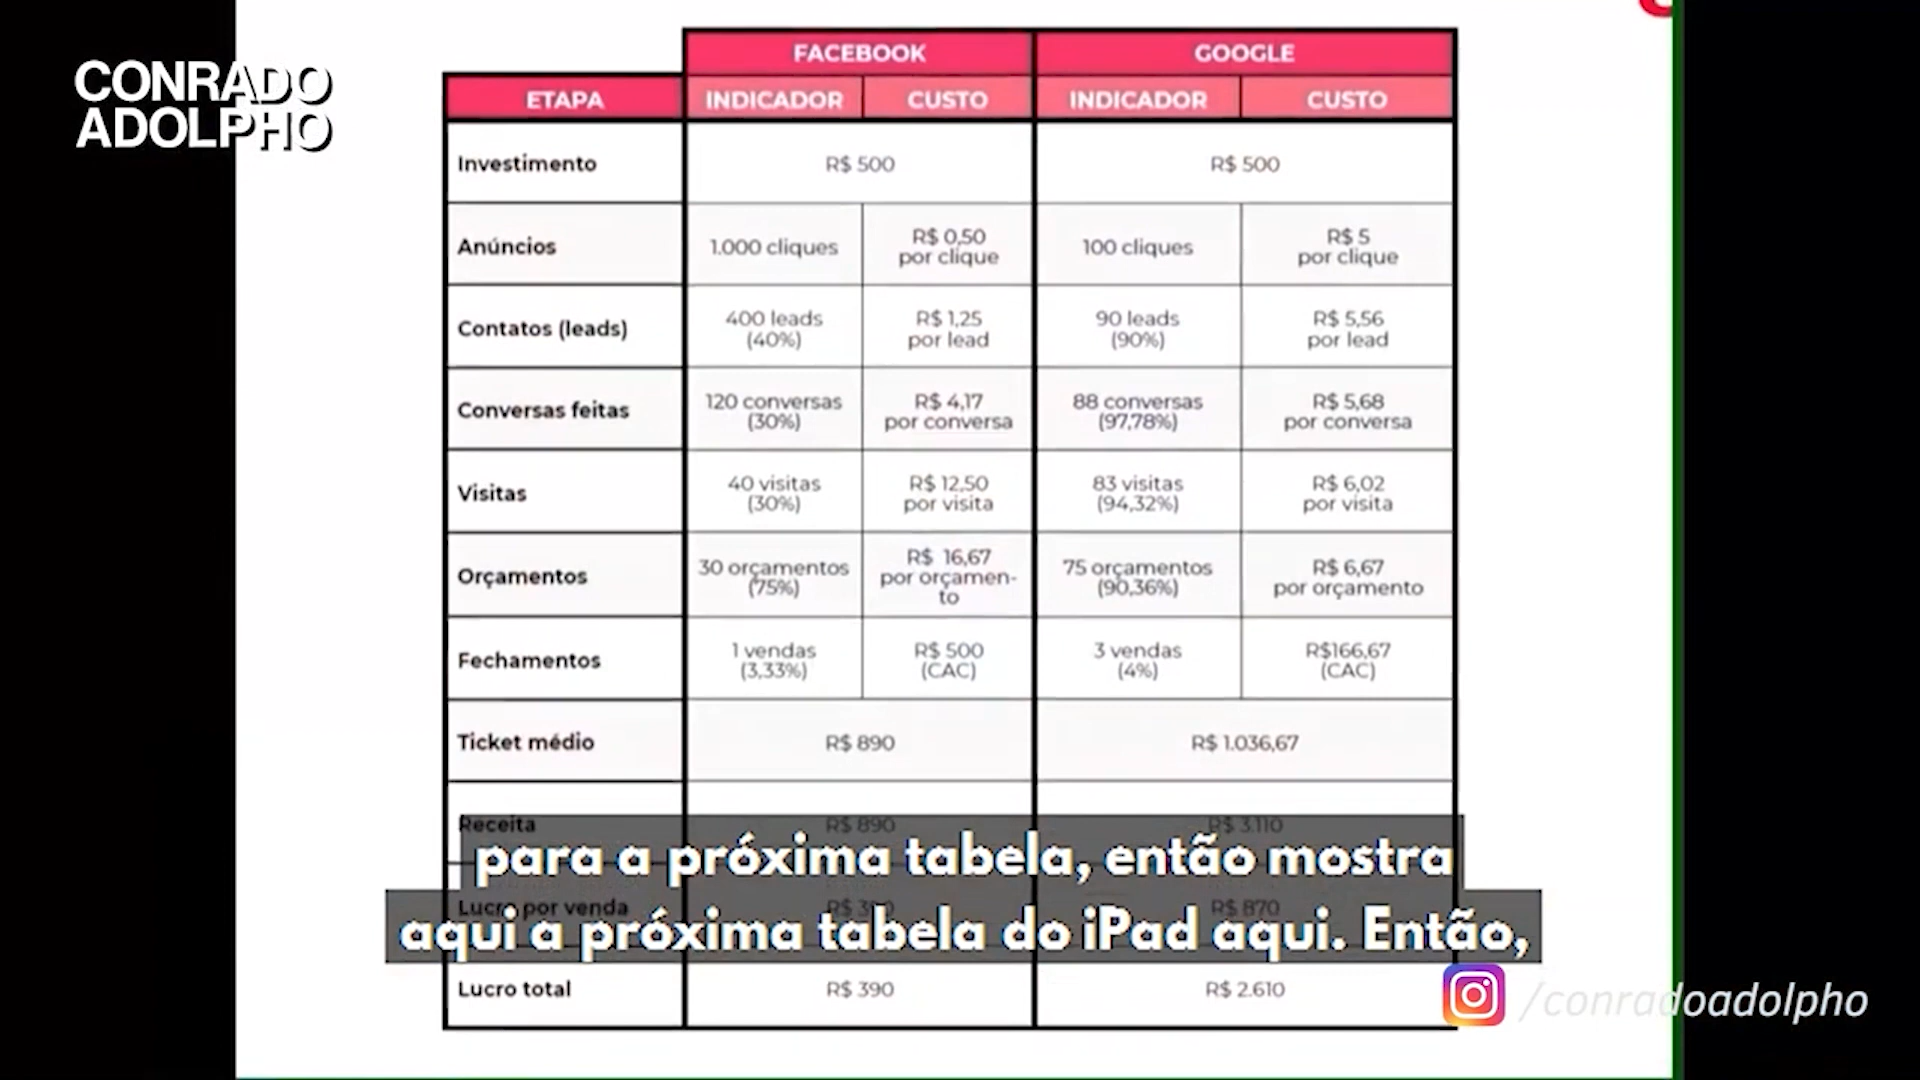 CONRADO
ADOLPHO
FACEBOOK GOOGLE
ETAPA INDICADOR CUSTO INDICADOR CUSTO
Investimento R$ 500 R$ 500
Anúncios 1.000 cliques R$ 0,50 por clique 100 cliques R$ 5 por clique
Contatos (leads) 400 leads (40%) R$ 1,25 por lead 90 leads (90%) R$ 5,56 por lead
Conversas feitas 120 conversas (30%) R$ 4,17 por conversa 88 conversas (97,78%) R$ 5,68 por conversa
Visitas 40 visitas (30%) R$ 12,50 por visita 83 visitas (94,32%) R$ 6,02 por visita
Orçamentos 30 orçamentos (75%) R$ 16,67 por orçamen-to 75 orçamentos (90,36%) R$ 6,67 por orçamento
Fechamentos 1 vendas (3,33%) R$ 500 (CAC) 3 vendas (4%) R$166,67 (CAC)
Ticket médio R$ 890 R$ 1.036,67
Receita R$ 890 R$ 3.110
Lucro por venda R$ 870
Lucro total R$ 390 R$ 2.610
para a próxima tabela, então mostra
aqui a próxima tabela do iPad aqui. Então,
/conradoadolpho